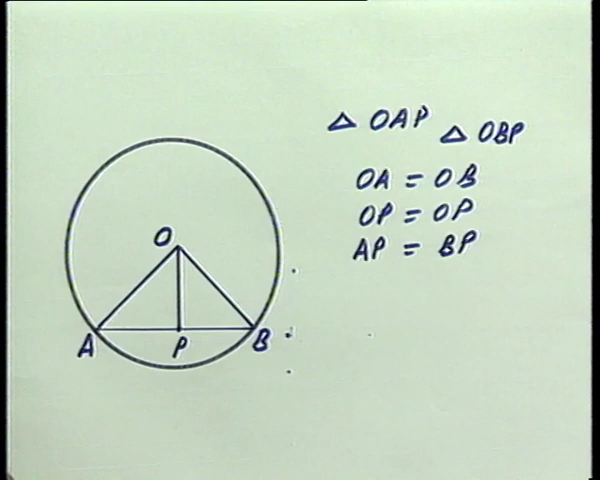 △ OAP △ OBP
OA = OB
OP = OP
AP = BP
O
A P B